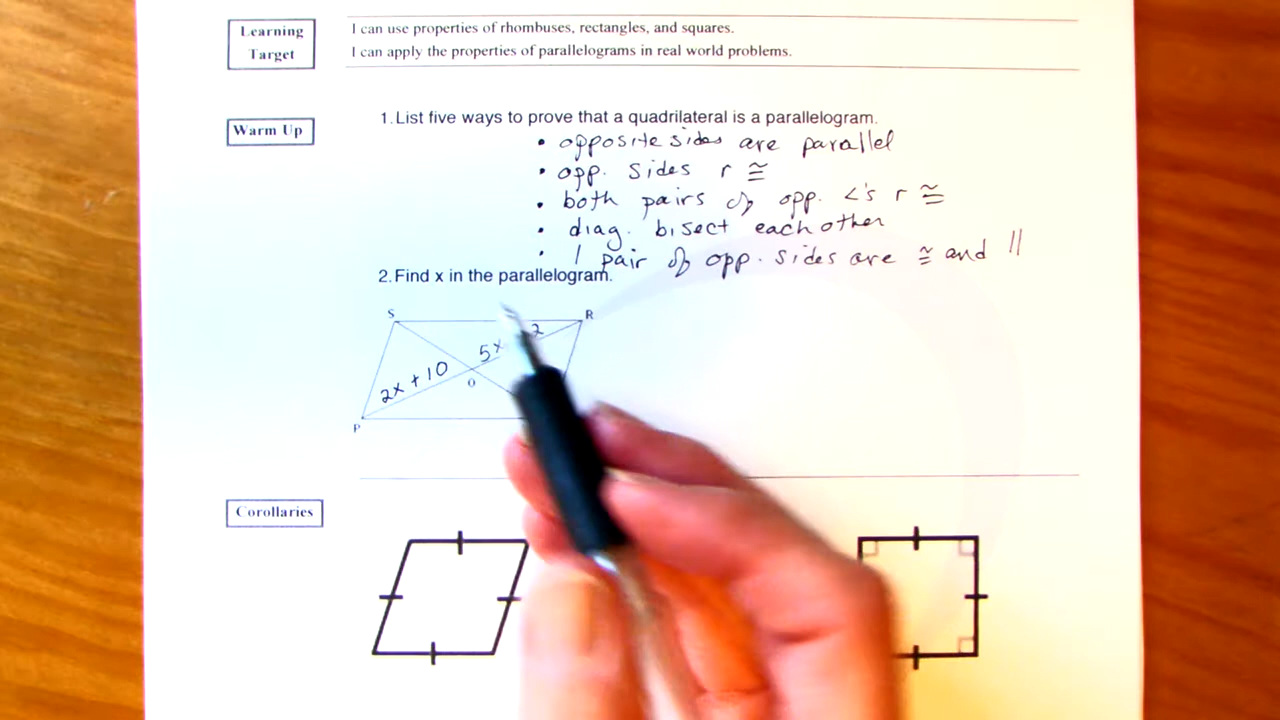 Learning
Target
I can use properties of rhombuses, rectangles, and squares.
I can apply the properties of parallelograms in real world problems.
Warm Up
1. List five ways to prove that a quadrilateral is a parallelogram.
• opposite sides are parallel
• opp. sides r ≅
• both pairs of opp. <'s r ≅
• diag. bisect each other
• 1 pair of opp. sides are ≅ and ||
2. Find x in the parallelogram.
S
R
5x 2
2x + 10
O
P
Corollaries